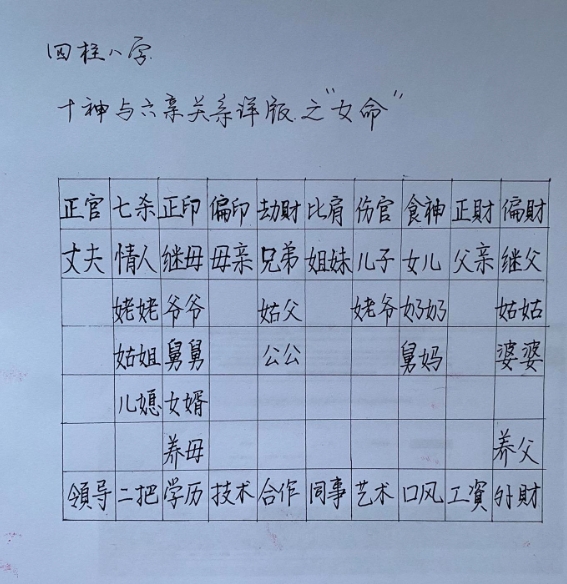 四柱八字
十神与六亲关系详版之"女命"
正官 七杀 正印 偏印 劫财 比肩 伤官 食神 正财 偏财
丈夫 情人 继母 母亲 兄弟 姐妹 儿子 女儿 父亲 继父
姥姥 爷爷 姑父 姥爷 奶奶 姑姑
姑姐 舅舅 公公 舅妈 婆婆
儿媳 女婿
养母 养父
領导 二把 学历 技术 合作 同事 艺术 口风 工資 外財